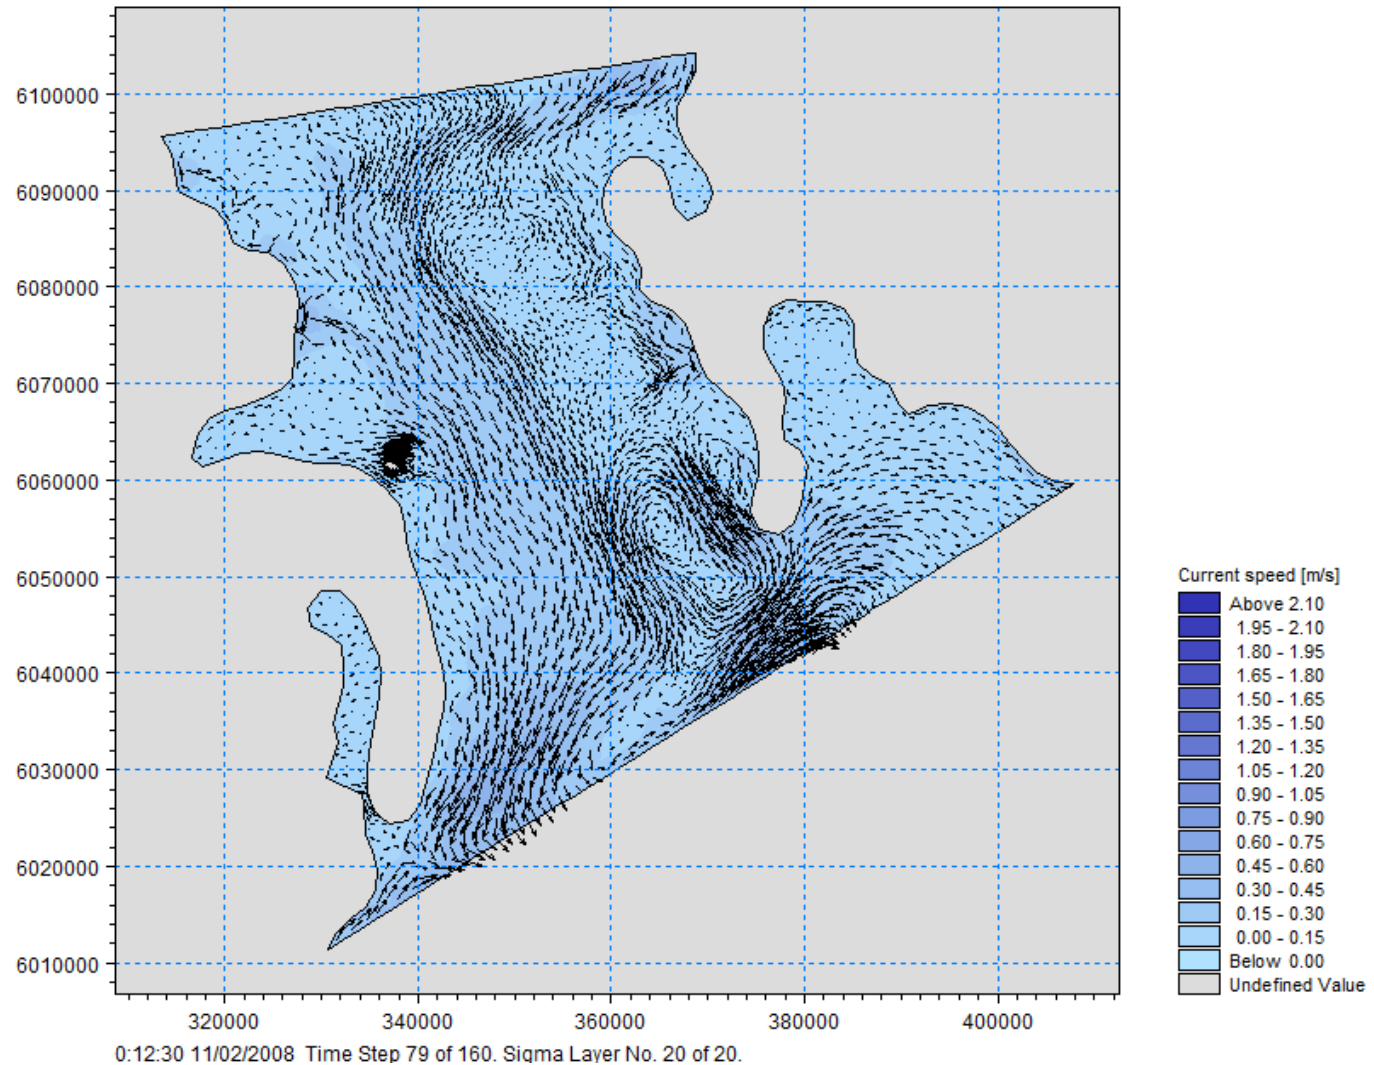 6100000
6090000
6080000
6070000
6060000
6050000
6040000
6030000
6020000
6010000
320000 340000 360000 380000 400000
0:12:30 11/02/2008 Time Step 79 of 160. Sigma Layer No. 20 of 20.
Current speed [m/s]
Above 2.10
1.95 - 2.10
1.80 - 1.95
1.65 - 1.80
1.50 - 1.65
1.35 - 1.50
1.20 - 1.35
1.05 - 1.20
0.90 - 1.05
0.75 - 0.90
0.60 - 0.75
0.45 - 0.60
0.30 - 0.45
0.15 - 0.30
0.00 - 0.15
Below 0.00
Undefined Value